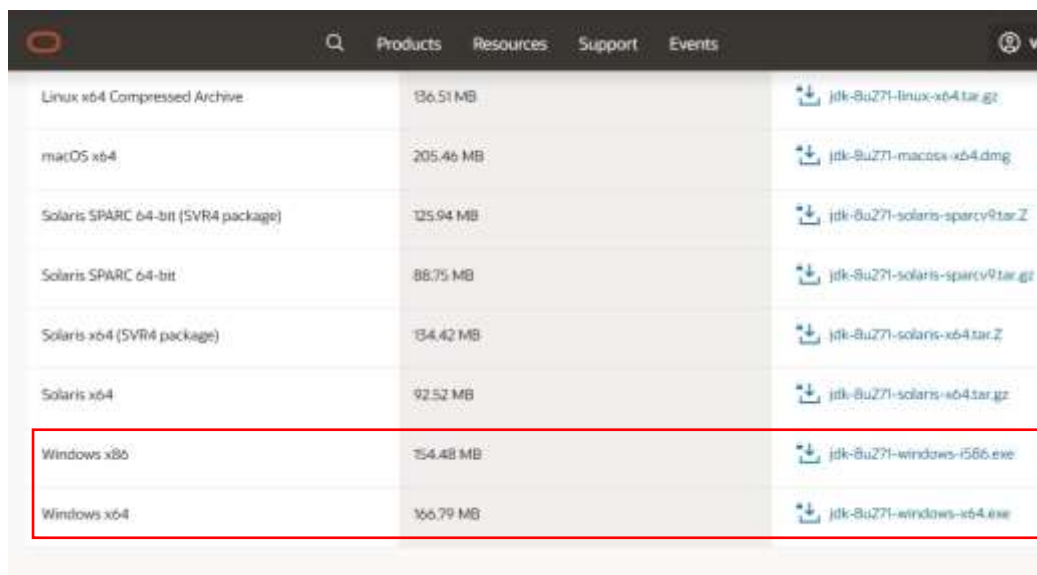 Products Resources Support Events
Linux x64 Compressed Archive 136.51 MB jdk-8u271-linux-x64.tar.gz
macOS x64 205.46 MB jdk-8u271-macosx-x64.dmg
Solaris SPARC 64-bit (SVR4 package) 125.94 MB jdk-8u271-solaris-sparcv9.tar.Z
Solaris SPARC 64-bit 88.75 MB jdk-8u271-solaris-sparcv9.tar.gz
Solaris x64 (SVR4 package) 134.42 MB jdk-8u271-solaris-x64.tar.Z
Solaris x64 92.52 MB jdk-8u271-solaris-x64.tar.gz
Windows x86 154.48 MB jdk-8u271-windows-i586.exe
Windows x64 166.79 MB jdk-8u271-windows-x64.exe